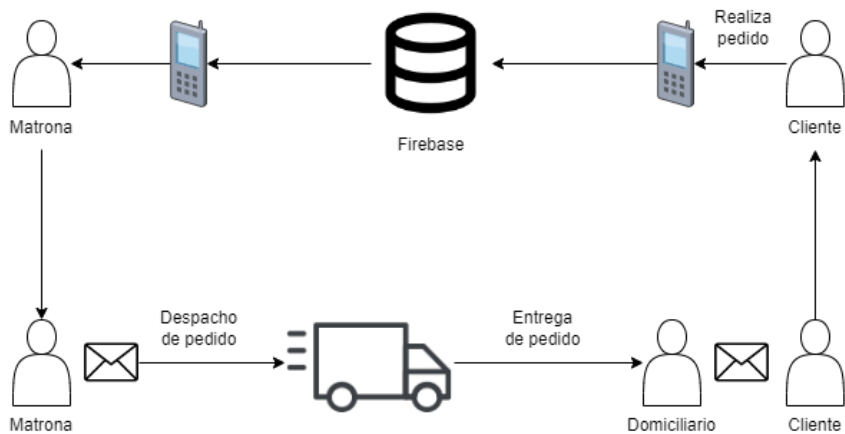 Realiza
pedido
Matrona
Firebase
Cliente
Despacho
de pedido
Entrega
de pedido
Matrona
Domiciliario
Cliente